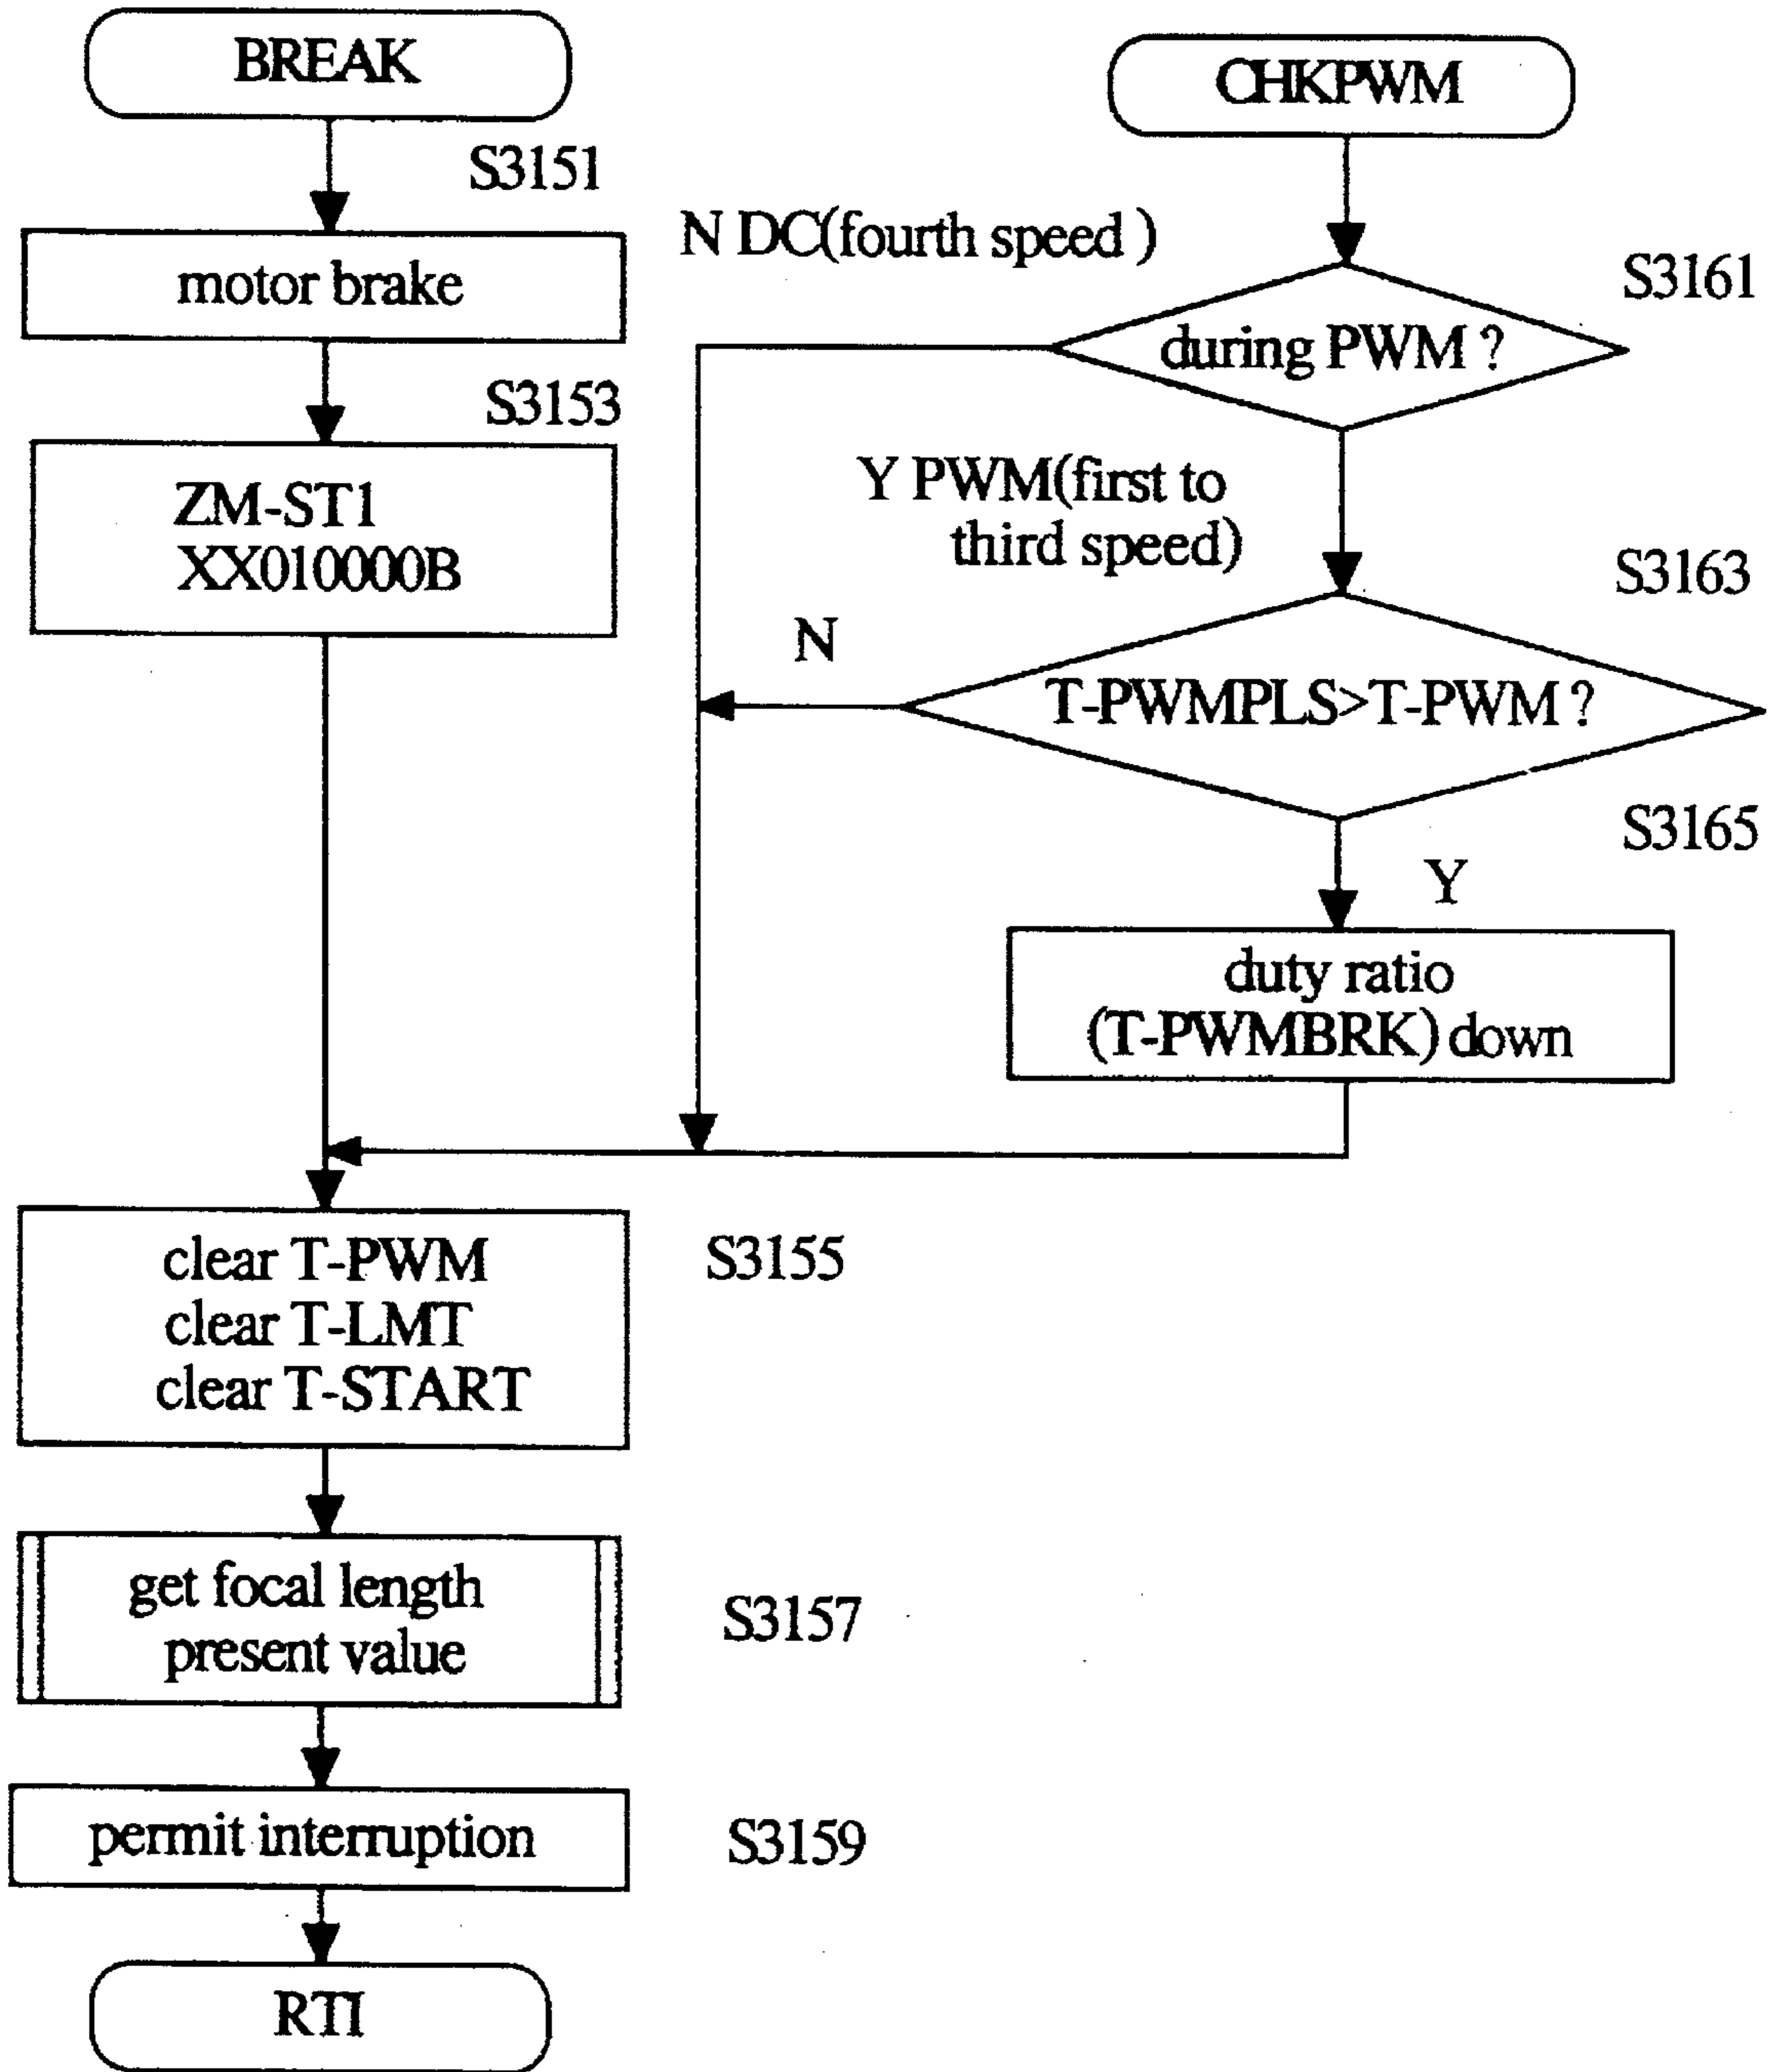 BREAK
S3151
motor brake
S3153
ZM-ST1
XX010000B
CHKPWM
N DC(fourth speed )
S3161
during PWM ?
Y PWM(first to
third speed)
S3163
N
T-PWMPLS>T-PWM ?
S3165
Y
duty ratio
(T-PWMBRK) down
clear T-PWM
clear T-LMT
clear T-START
S3155
get focal length
present value
S3157
permit interruption
S3159
RTI